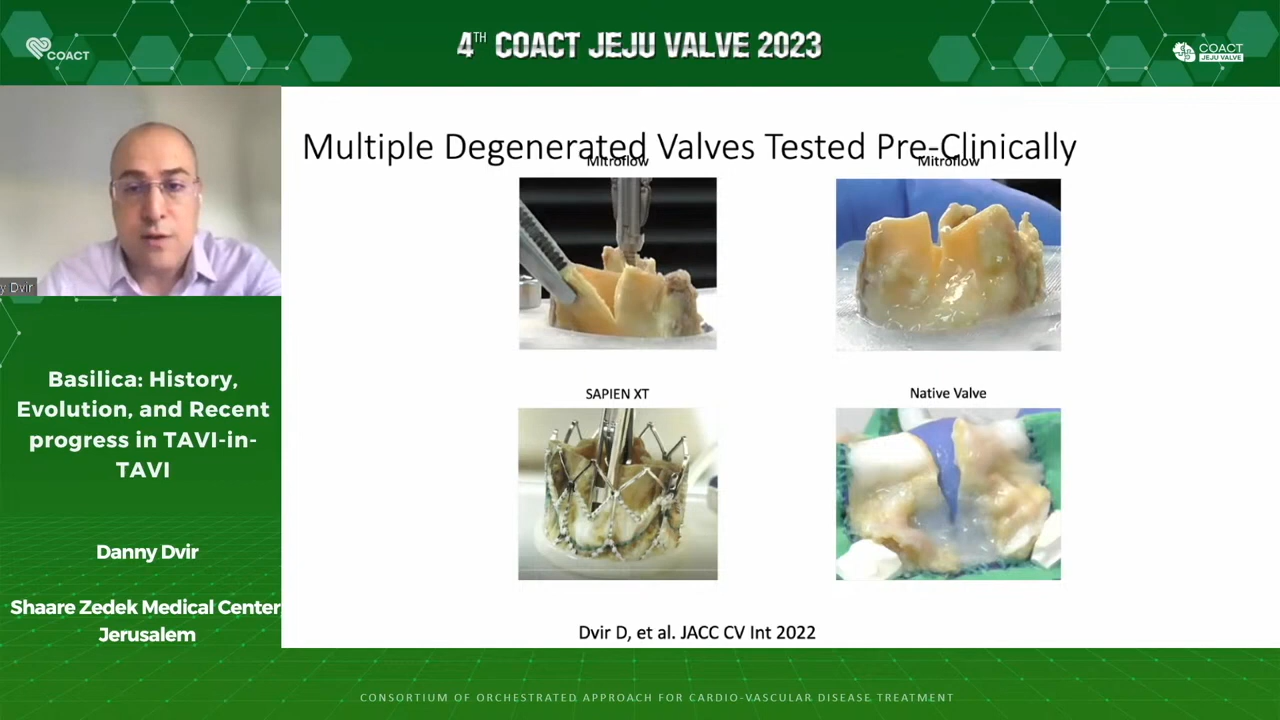 COACT
4TH COACT JEJU VALVE 2023
COACT
JEJU VALVE
y Dvir
Basilica: History,
Evolution, and Recent
progress in TAVI-in-
TAVI
Danny Dvir
Shaare Zedek Medical Center,
Jerusalem
Multiple Degenerated Valves Tested Pre-Clinically
Mitroflow
Mitroflow
SAPIEN XT
Native Valve
Dvir D, et al. JACC CV Int 2022
CONSORTIUM OF ORCHESTRATED APPROACH FOR CARDIO-VASCULAR DISEASE TREATMENT